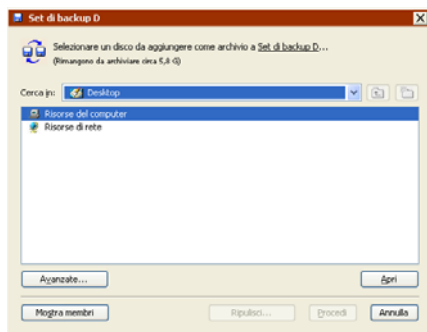 Set di backup D
Selezionare un disco da aggiungere come archivio a Set di backup D...
(Rimangono da archiviare circa 5,8 G)
Cerca in: Desktop
Risorse del computer
Risorse di rete
Avanzate... Apri
Mostra membri Ripulisci... Procedi Annulla